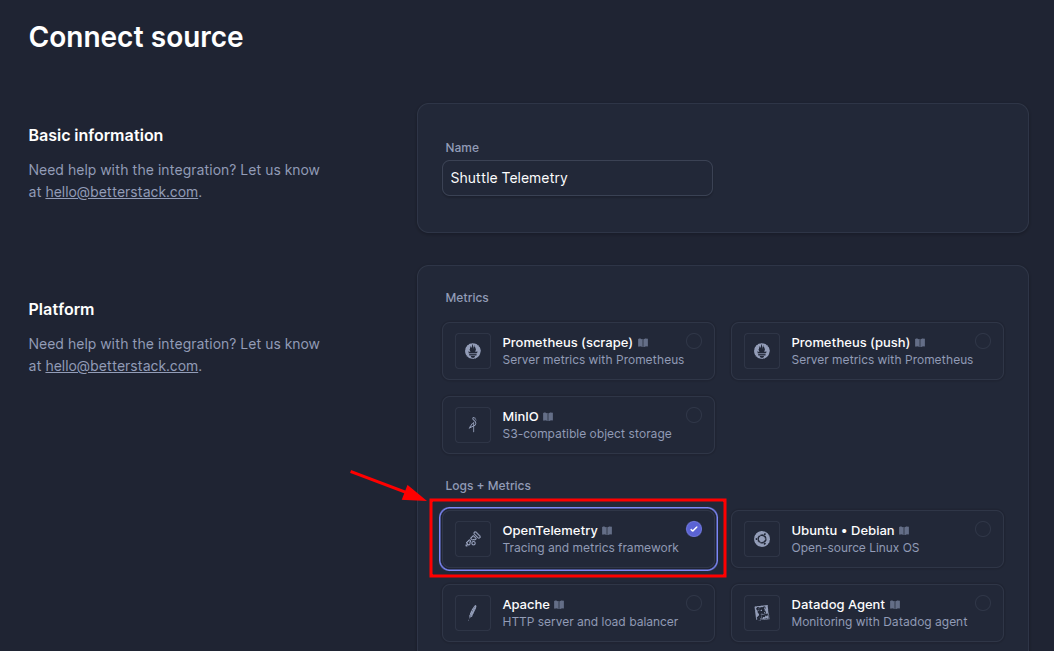 Connect source
Basic information
Need help with the integration? Let us know
at hello@betterstack.com.
Name
Shuttle Telemetry
Platform
Need help with the integration? Let us know
at hello@betterstack.com.
Metrics
Prometheus (scrape)
Server metrics with Prometheus
Prometheus (push)
Server metrics with Prometheus
MinIO
S3-compatible object storage
Logs + Metrics
OpenTelemetry
Tracing and metrics framework
Ubuntu • Debian
Open-source Linux OS
Apache
HTTP server and load balancer
Datadog Agent
Monitoring with Datadog agent